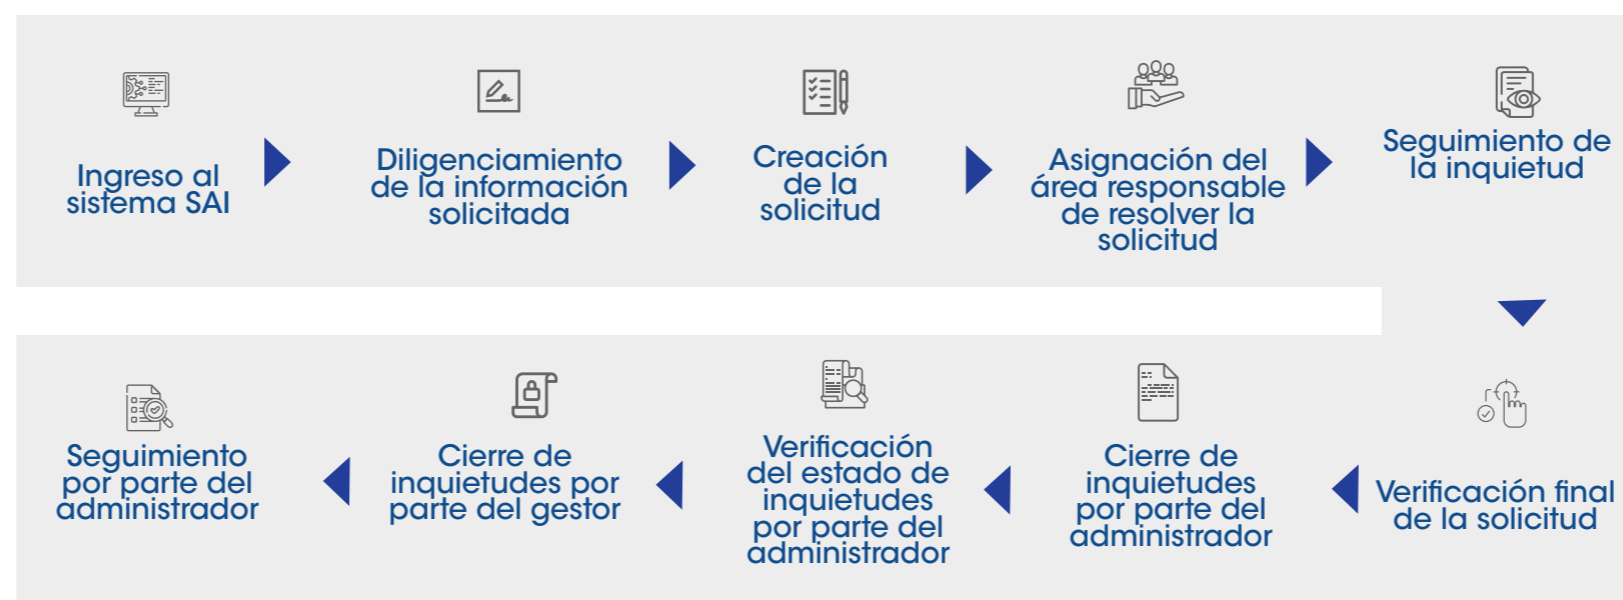 Ingreso al
sistema SAI
Diligenciamiento
de la información
solicitada
Creación
de la
solicitud
Asignación del
área responsable
de resolver la
solicitud
Seguimiento de
la inquietud
Verificación final
de la solicitud
Cierre de
inquietudes
por parte del
administrador
Verificación
del estado de
inquietudes
por parte del
administrador
Cierre de
inquietudes por
parte del gestor
Seguimiento
por parte del
administrador